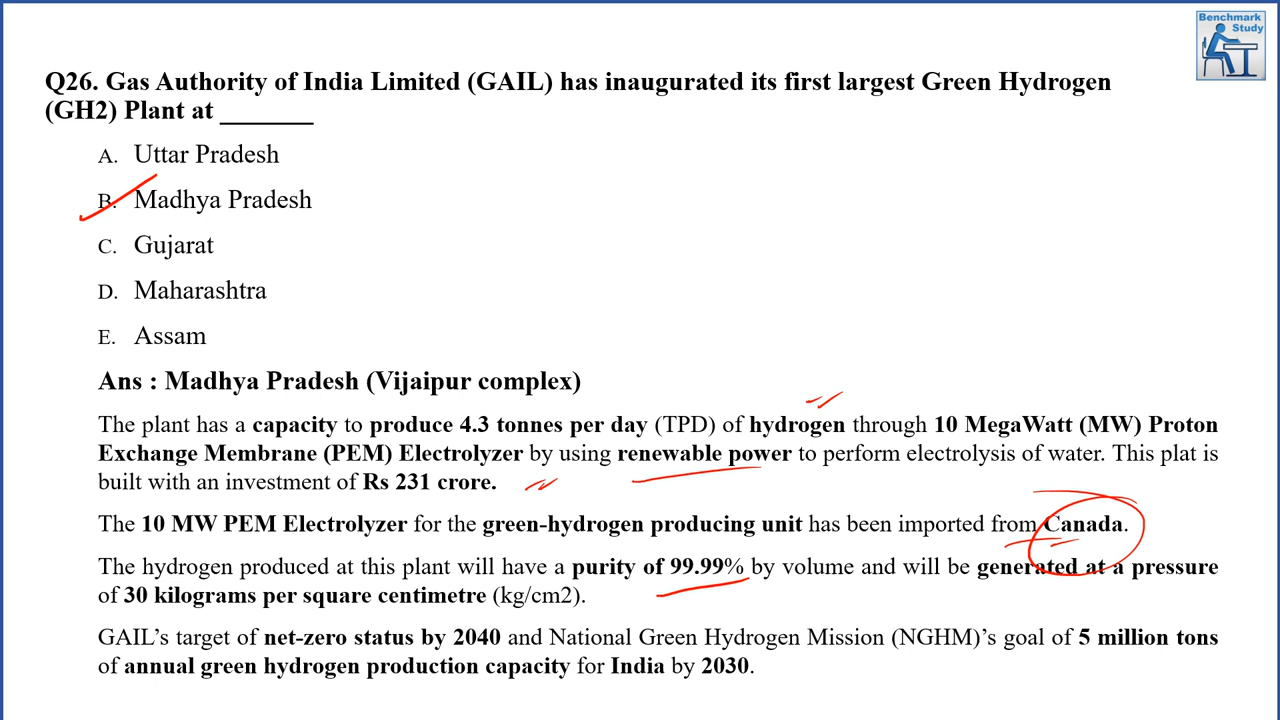 Benchmark
Study
Q26. Gas Authority of India Limited (GAIL) has inaugurated its first largest Green Hydrogen
(GH2) Plant at _______
A. Uttar Pradesh
B. Madhya Pradesh
C. Gujarat
D. Maharashtra
E. Assam
Ans : Madhya Pradesh (Vijaipur complex)
The plant has a capacity to produce 4.3 tonnes per day (TPD) of hydrogen through 10 MegaWatt (MW) Proton
Exchange Membrane (PEM) Electrolyzer by using renewable power to perform electrolysis of water. This plat is
built with an investment of Rs 231 crore.
The 10 MW PEM Electrolyzer for the green-hydrogen producing unit has been imported from Canada.
The hydrogen produced at this plant will have a purity of 99.99% by volume and will be generated at a pressure
of 30 kilograms per square centimetre (kg/cm2).
GAIL’s target of net-zero status by 2040 and National Green Hydrogen Mission (NGHM)’s goal of 5 million tons
of annual green hydrogen production capacity for India by 2030.